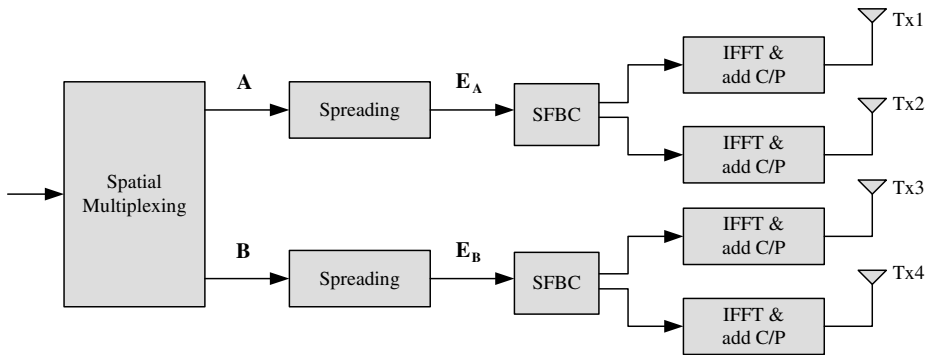 Tx1
IFFT &
add C/P
A
E_A
Spreading
SFBC
Tx2
IFFT &
add C/P
Spatial
Multiplexing
Tx3
IFFT &
add C/P
B
E_B
Spreading
SFBC
Tx4
IFFT &
add C/P